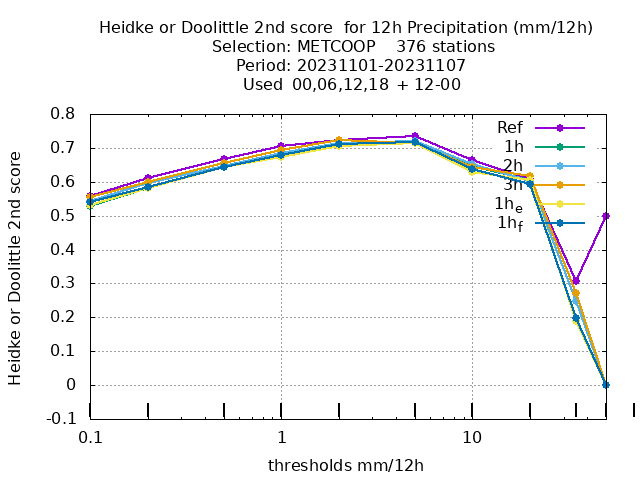 Heidke or Doolittle 2nd score  for 12h Precipitation (mm/12h)
Selection: METCOOP    376 stations
Period: 20231101-20231107
Used  00,06,12,18 + 12-00
Heidke or Doolittle 2nd score
0.8
0.7
0.6
0.5
0.4
0.3
0.2
0.1
0
-0.1
Ref
1h
2h
3h
1he
1hf
0.1
1
10
thresholds mm/12h